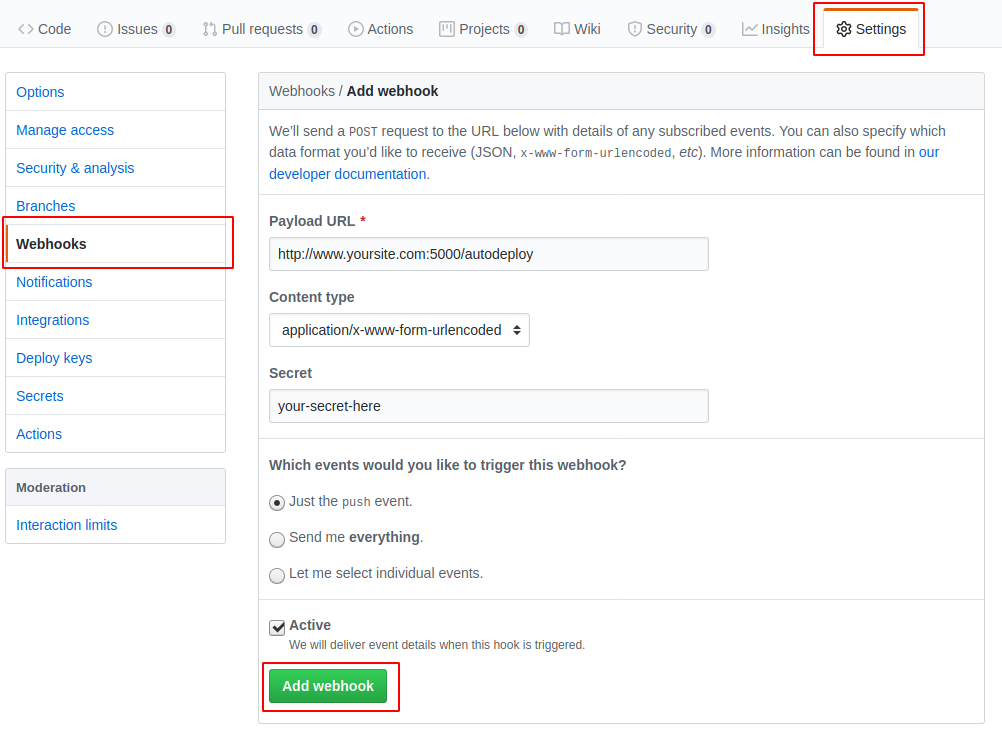 Code Issues 0 Pull requests 0 Actions Projects 0 Wiki Security 0 Insights Settings
Options
Manage access
Security & analysis
Branches
Webhooks
Notifications
Integrations
Deploy keys
Secrets
Actions
Moderation
Interaction limits
Webhooks / Add webhook
We’ll send a POST request to the URL below with details of any subscribed events. You can also specify which
data format you’d like to receive (JSON, x-www-form-urlencoded, etc). More information can be found in our
developer documentation.
Payload URL *
http://www.yoursite.com:5000/autodeploy
Content type
application/x-www-form-urlencoded
Secret
your-secret-here
Which events would you like to trigger this webhook?
Just the push event.
Send me everything.
Let me select individual events.
Active
We will deliver event details when this hook is triggered.
Add webhook